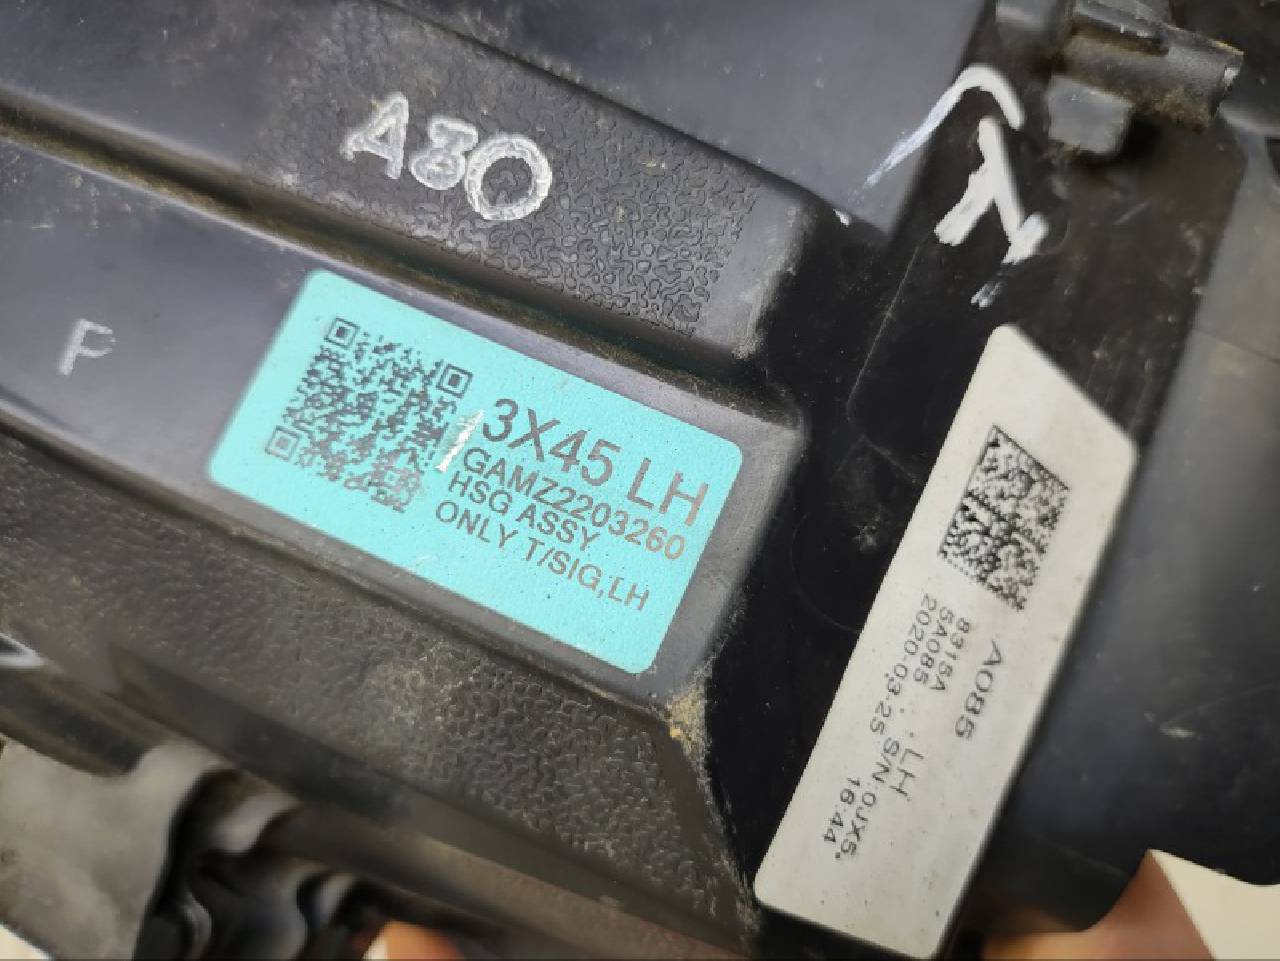 A80
F
3X45 LH
GAMZ2203260
HSG ASSY
ONLY T/SIG,LH
A085
8315A . LH
5A085
2020-03-25 S/N:0JX5.
16:44